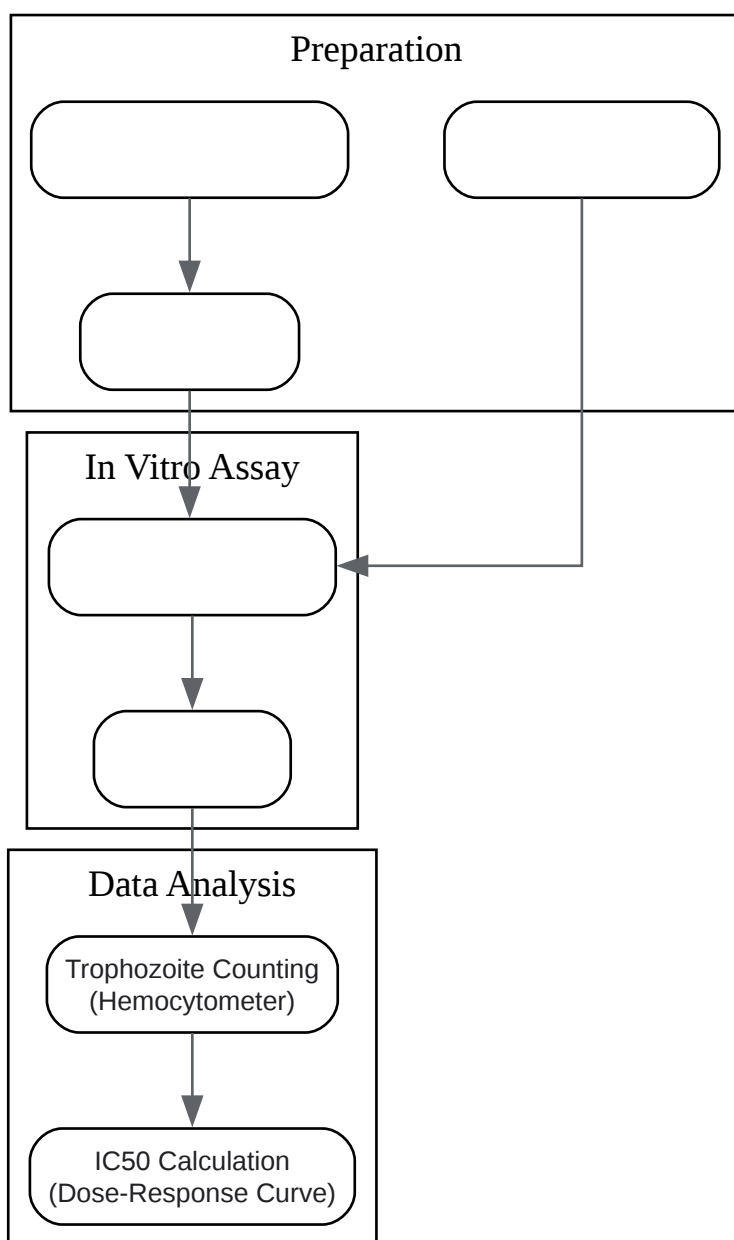 Preparation
In Vitro Assay
Data Analysis
Trophozoite Counting
(Hemocytometer)
IC50 Calculation
(Dose-Response Curve)